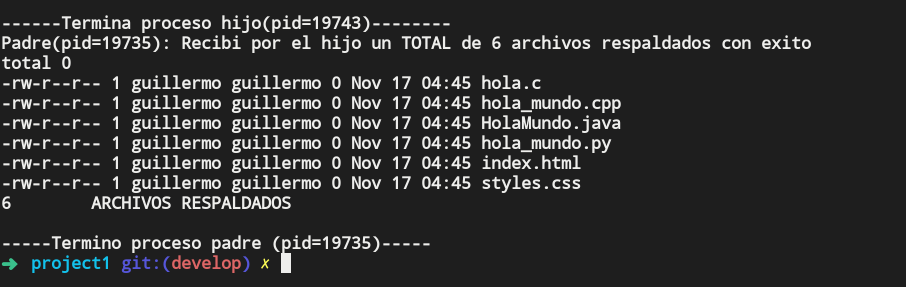 ------Termina proceso hijo(pid=19743)--------
Padre(pid=19735): Recibi por el hijo un TOTAL de 6 archivos respaldados con exito
total 0
-rw-r--r-- 1 guillermo guillermo 0 Nov 17 04:45 hola.c
-rw-r--r-- 1 guillermo guillermo 0 Nov 17 04:45 hola_mundo.cpp
-rw-r--r-- 1 guillermo guillermo 0 Nov 17 04:45 HolaMundo.java
-rw-r--r-- 1 guillermo guillermo 0 Nov 17 04:45 hola_mundo.py
-rw-r--r-- 1 guillermo guillermo 0 Nov 17 04:45 index.html
-rw-r--r-- 1 guillermo guillermo 0 Nov 17 04:45 styles.css
6        ARCHIVOS RESPALDADOS
-----Termino proceso padre (pid=19735)-----
➜ project1 git:(develop) ✗